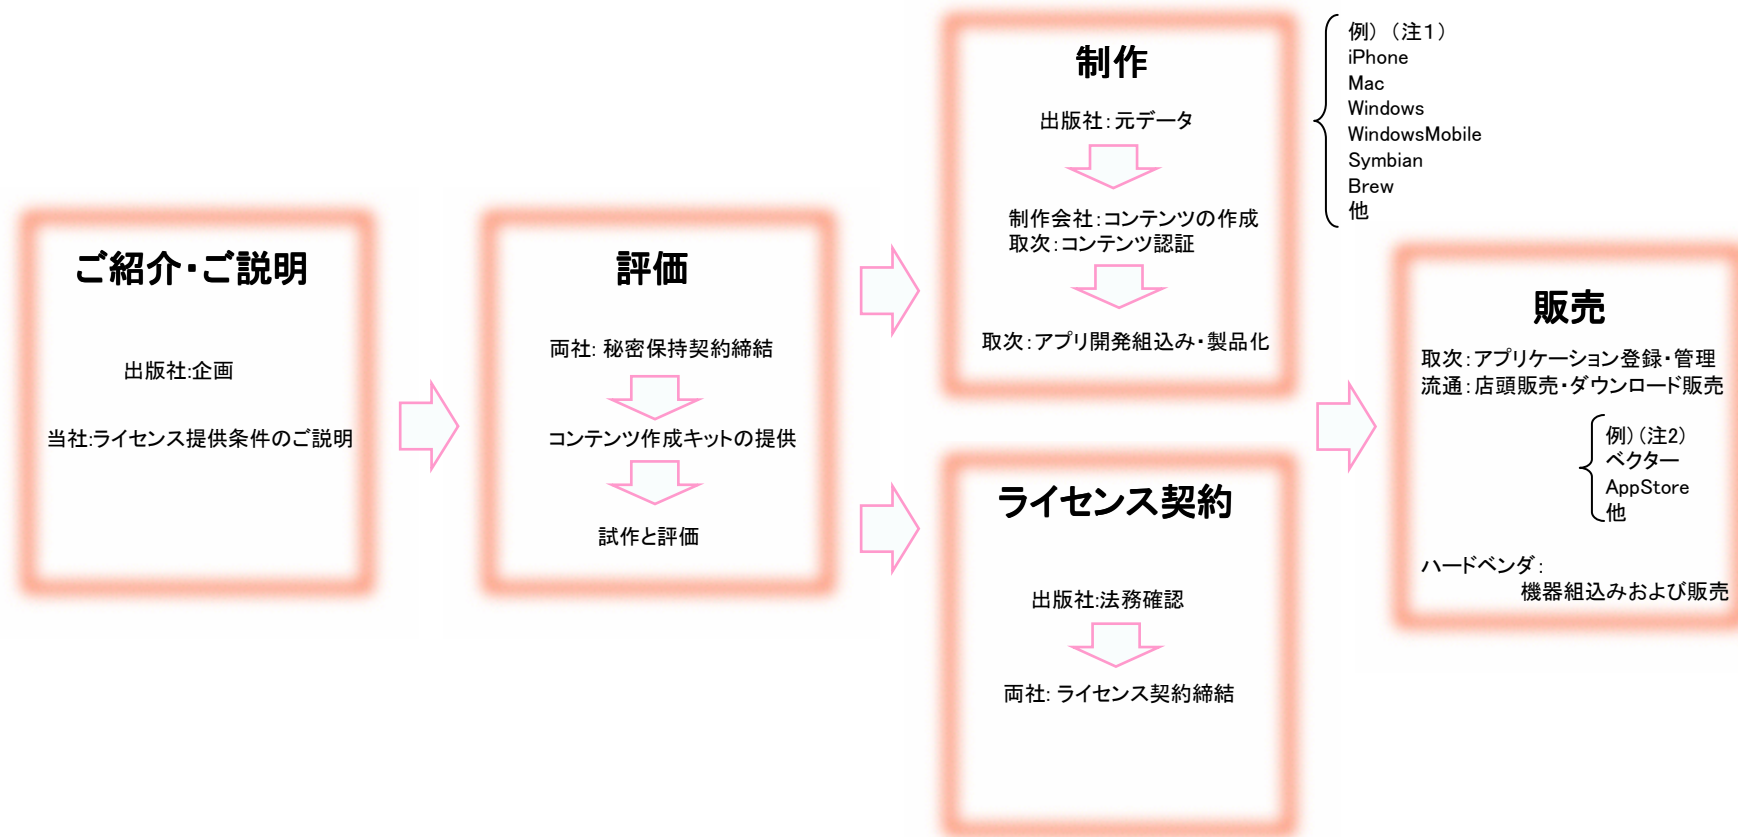 ご紹介・ご説明
出版社:企画
当社:ライセンス提供条件のご説明
評価
両社: 秘密保持契約締結
コンテンツ作成キットの提供
試作と評価
制作
出版社：元データ
制作会社：コンテンツの作成
取次：コンテンツ認証
取次：アプリ開発組込み・製品化
例） （注１）
iPhone
Mac
Windows
WindowsMobile
Symbian
Brew
他
ライセンス契約
出版社:法務確認
両社: ライセンス契約締結
販売
取次：アプリケーション登録・管理
流通：店頭販売・ダウンロード販売
例）（注2）
ベクター
AppStore
他
ハードベンダ：
機器組込みおよび販売